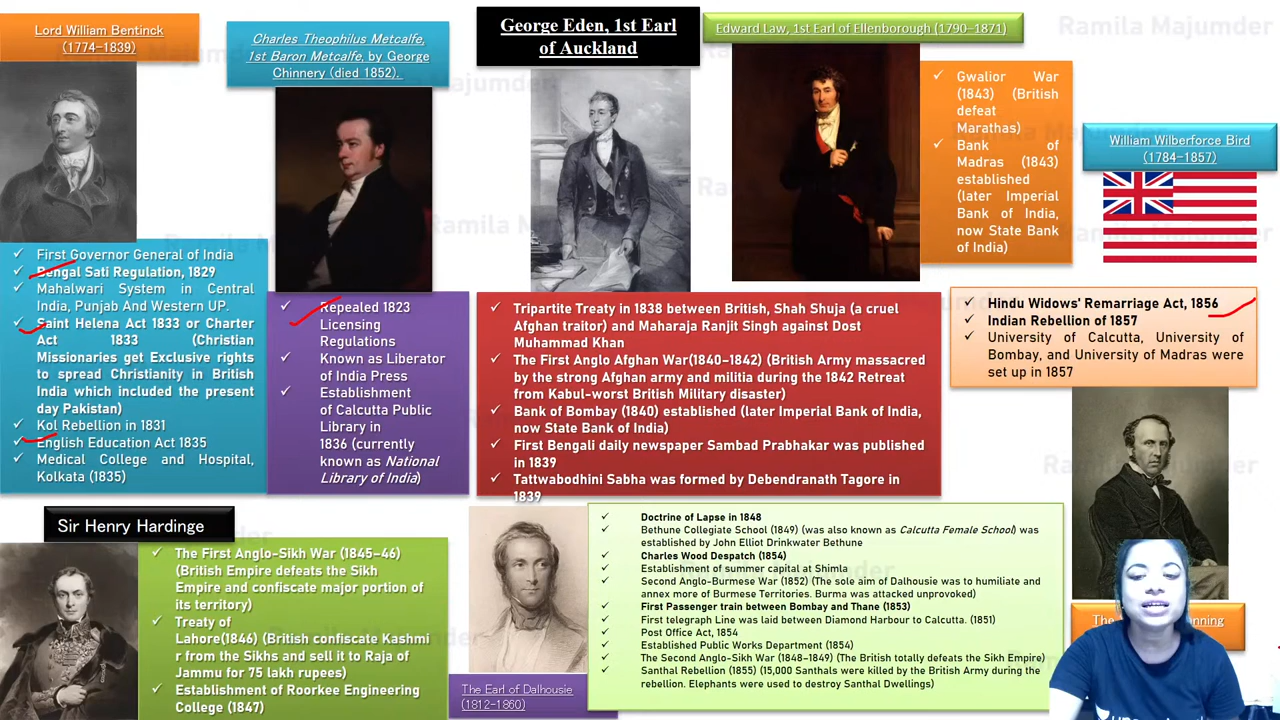 Lord William Bentinck
(1774–1839)
First Governor General of India
Bengal Sati Regulation, 1829
Mahalwari System in Central
India, Punjab And Western UP.
Saint Helena Act 1833 or Charter
Act 1833 (Christian
Missionaries get Exclusive rights
to spread Christianity in British
India which included the present
day Pakistan)
Kol Rebellion in 1831
English Education Act 1835
Medical College and Hospital,
Kolkata (1835)
Charles Theophilus Metcalfe,
1st Baron Metcalfe, by George
Chinnery (died 1852).
Repealed 1823
Licensing
Regulations
Known as Liberator
of India Press
Establishment
of Calcutta Public
Library in
1836 (currently
known as National
Library of India)
George Eden, 1st Earl
of Auckland
Tripartite Treaty in 1838 between British, Shah Shuja (a cruel
Afghan traitor) and Maharaja Ranjit Singh against Dost
Muhammad Khan
The First Anglo Afghan War(1840–1842) (British Army massacred
by the strong Afghan army and militia during the 1842 Retreat
from Kabul-worst British Military disaster)
Bank of Bombay (1840) established (later Imperial Bank of India,
now State Bank of India)
First Bengali daily newspaper Sambad Prabhakar was published
in 1839
Tattwabodhini Sabha was formed by Debendranath Tagore in
1839
Edward Law, 1st Earl of Ellenborough (1790–1871)
Gwalior War
(1843) (British
defeat
Marathas)
Bank of
Madras (1843)
established
(later Imperial
Bank of India,
now State Bank
of India)
Ramila Majumder
William Wilberforce Bird
(1784-1857)
Hindu Widows' Remarriage Act, 1856
Indian Rebellion of 1857
University of Calcutta, University of
Bombay, and University of Madras were
set up in 1857
Sir Henry Hardinge
The First Anglo-Sikh War (1845–46)
(British Empire defeats the Sikh
Empire and confiscate major portion of
its territory)
Treaty of
Lahore(1846) (British confiscate Kashmi
r from the Sikhs and sell it to Raja of
Jammu for 75 lakh rupees)
Establishment of Roorkee Engineering
College (1847)
The Earl of Dalhousie
(1812–1860)
Doctrine of Lapse in 1848
Bethune Collegiate School (1849) (was also known as Calcutta Female School) was
established by John Elliot Drinkwater Bethune
Charles Wood Despatch (1854)
Establishment of summer capital at Shimla
Second Anglo-Burmese War (1852) (The sole aim of Dalhousie was to humiliate and
annex more of Burmese Territories. Burma was attacked unprovoked)
First Passenger train between Bombay and Thane (1853)
First telegraph Line was laid between Diamond Harbour to Calcutta. (1851)
Post Office Act, 1854
Established Public Works Department (1854)
The Second Anglo-Sikh War (1848–1849) (The British totally defeats the Sikh Empire)
Santhal Rebellion (1855) (15,000 Santhals were killed by the British Army during the
rebellion. Elephants were used to destroy Santhal Dwellings)